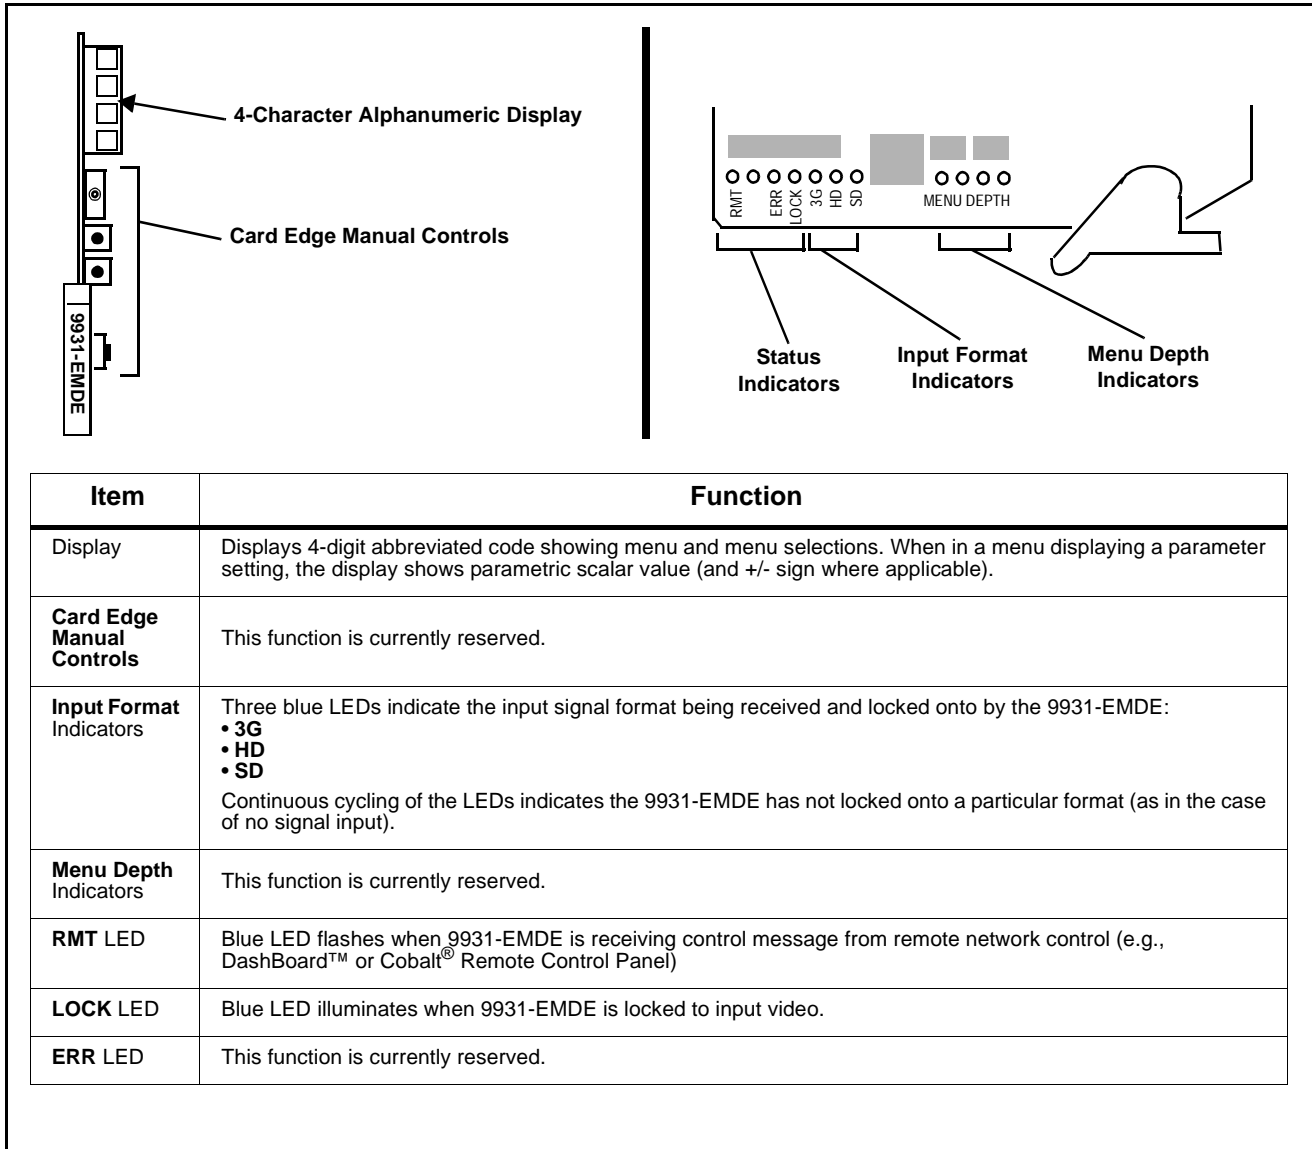 4-Character Alphanumeric Display
Card Edge Manual Controls
9931-EMDE
RMT
ERR
LOCK
3G
HD
SD
MENU DEPTH
Status
Indicators
Input Format
Indicators
Menu Depth
Indicators
Item
Function
Display
Displays 4-digit abbreviated code showing menu and menu selections. When in a menu displaying a parameter
setting, the display shows parametric scalar value (and +/- sign where applicable).
Card Edge
Manual
Controls
This function is currently reserved.
Input Format
Indicators
Three blue LEDs indicate the input signal format being received and locked onto by the 9931-EMDE:
• 3G
• HD
• SD
Continuous cycling of the LEDs indicates the 9931-EMDE has not locked onto a particular format (as in the case
of no signal input).
Menu Depth
Indicators
This function is currently reserved.
RMT LED
Blue LED flashes when 9931-EMDE is receiving control message from remote network control (e.g.,
DashBoard™ or Cobalt® Remote Control Panel)
LOCK LED
Blue LED illuminates when 9931-EMDE is locked to input video.
ERR LED
This function is currently reserved.